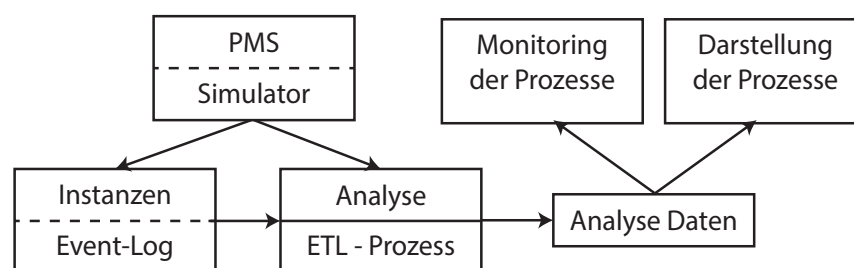 PMS
Simulator
Monitoring
der Prozesse
Darstellung
der Prozesse
Instanzen
Event-Log
Analyse
ETL - Prozess
Analyse Daten